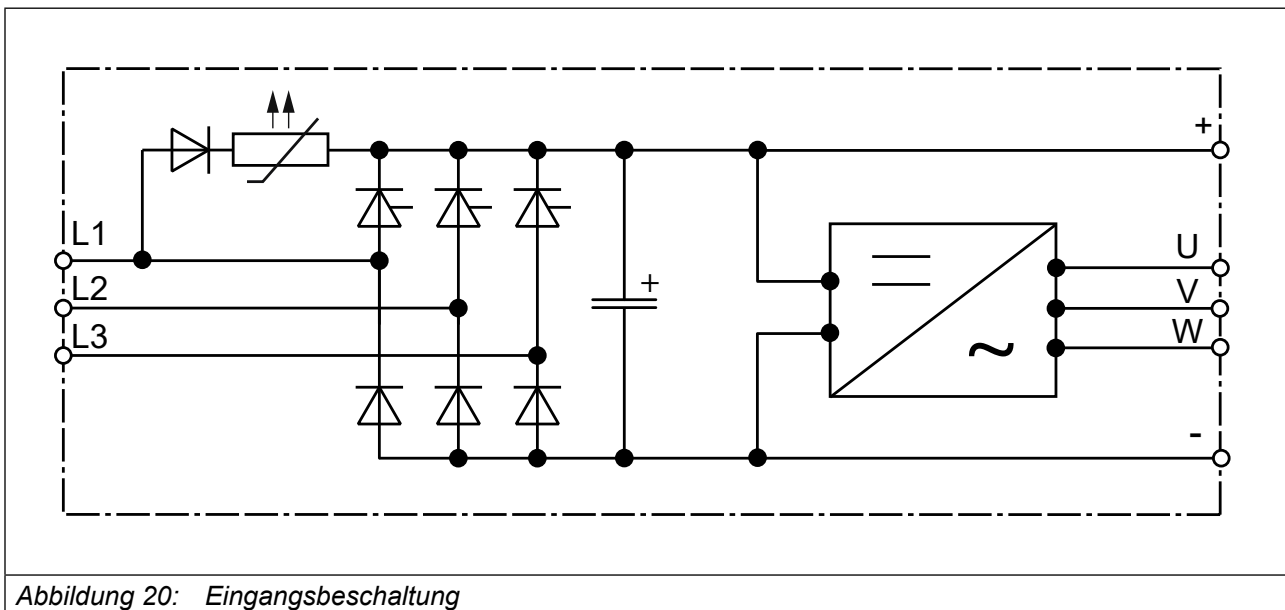 +
L1
L2
L3
+
U
V
W
~
-
Abbildung 20: Eingangsbeschaltung